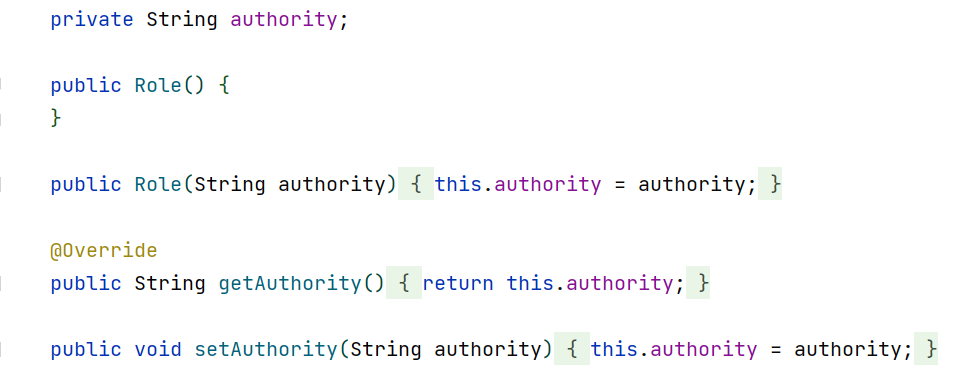 private String authority;
public Role() {
}
public Role(String authority) { this.authority = authority; }
@Override
public String getAuthority() { return this.authority; }
public void setAuthority(String authority) { this.authority = authority; }